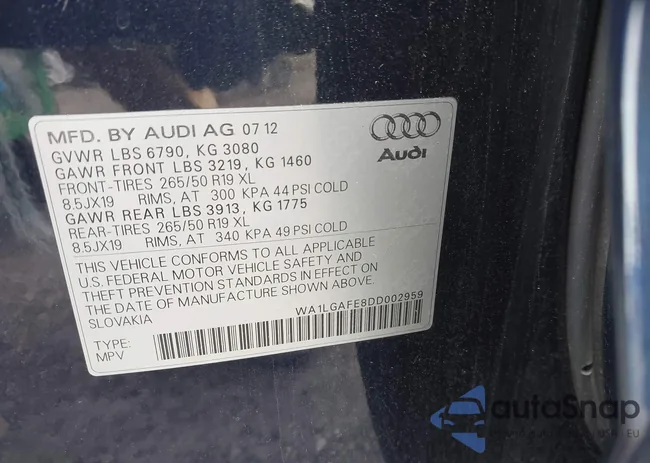 MFD. BY AUDI AG 07 12
GVWR LBS 6790, KG 3080
GAWR FRONT LBS 3219, KG 1460
FRONT-TIRES 265/50 R19 XL
8.5JX19 RIMS, AT 300 KPA 44 PSI COLD
GAWR REAR LBS 3913, KG 1775
REAR-TIRES 265/50 R19 XL
8.5JX19 RIMS, AT 340 KPA 49 PSI COLD
THIS VEHICLE CONFORMS TO ALL APPLICABLE
U.S. FEDERAL MOTOR VEHICLE SAFETY AND
THEFT PREVENTION STANDARDS IN EFFECT ON
THE DATE OF MANUFACTURE SHOWN ABOVE.
SLOVAKIA
WA1LGAFE8DD002959
TYPE:
MPV
Audi
autoSnap
EU